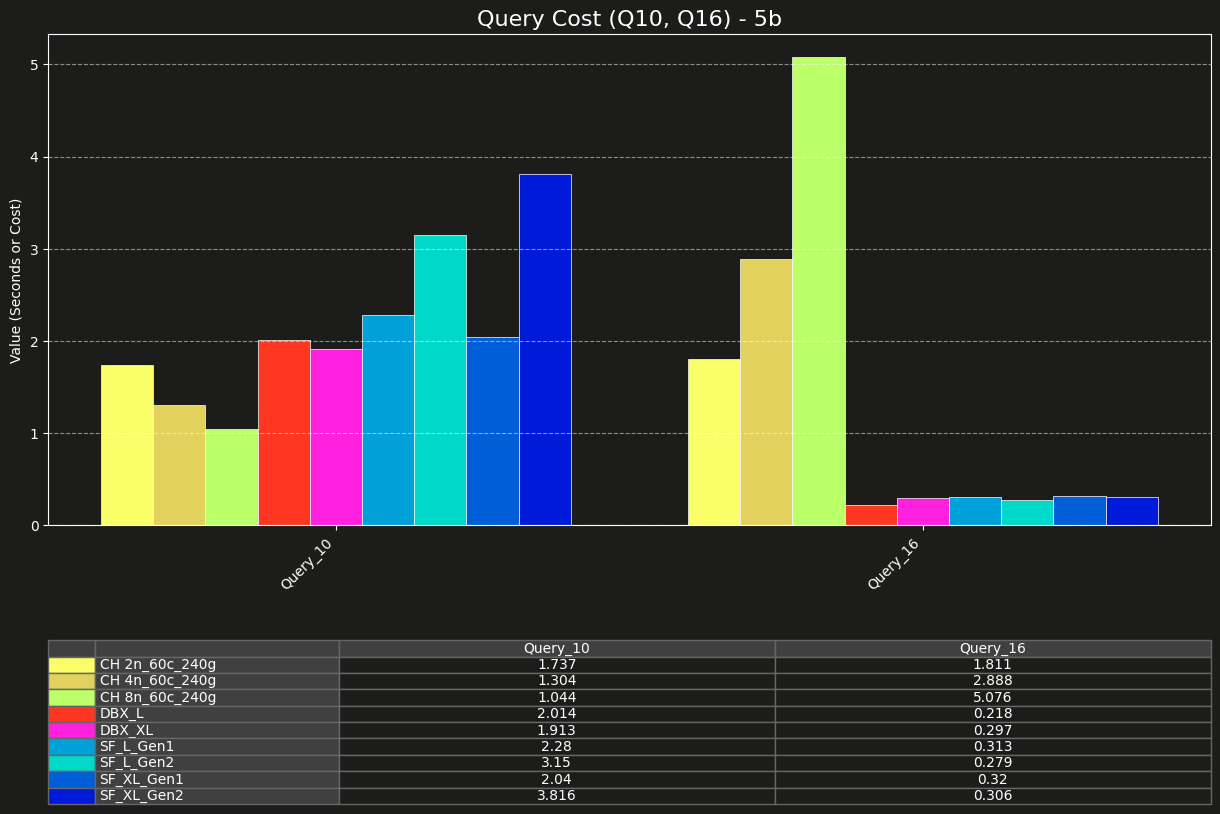 Query Cost (Q10, Q16) - 5b
Value (Seconds or Cost)
5
4
3
2
1
0
Query_10 Query_16
Query_10 Query_16
CH 2n_60c_240g 1.737 1.811
CH 4n_60c_240g 1.304 2.888
CH 8n_60c_240g 1.044 5.076
DBX_L 2.014 0.218
DBX_XL 1.913 0.297
SF_L_Gen1 2.28 0.313
SF_L_Gen2 3.15 0.279
SF_XL_Gen1 2.04 0.32
SF_XL_Gen2 3.816 0.306